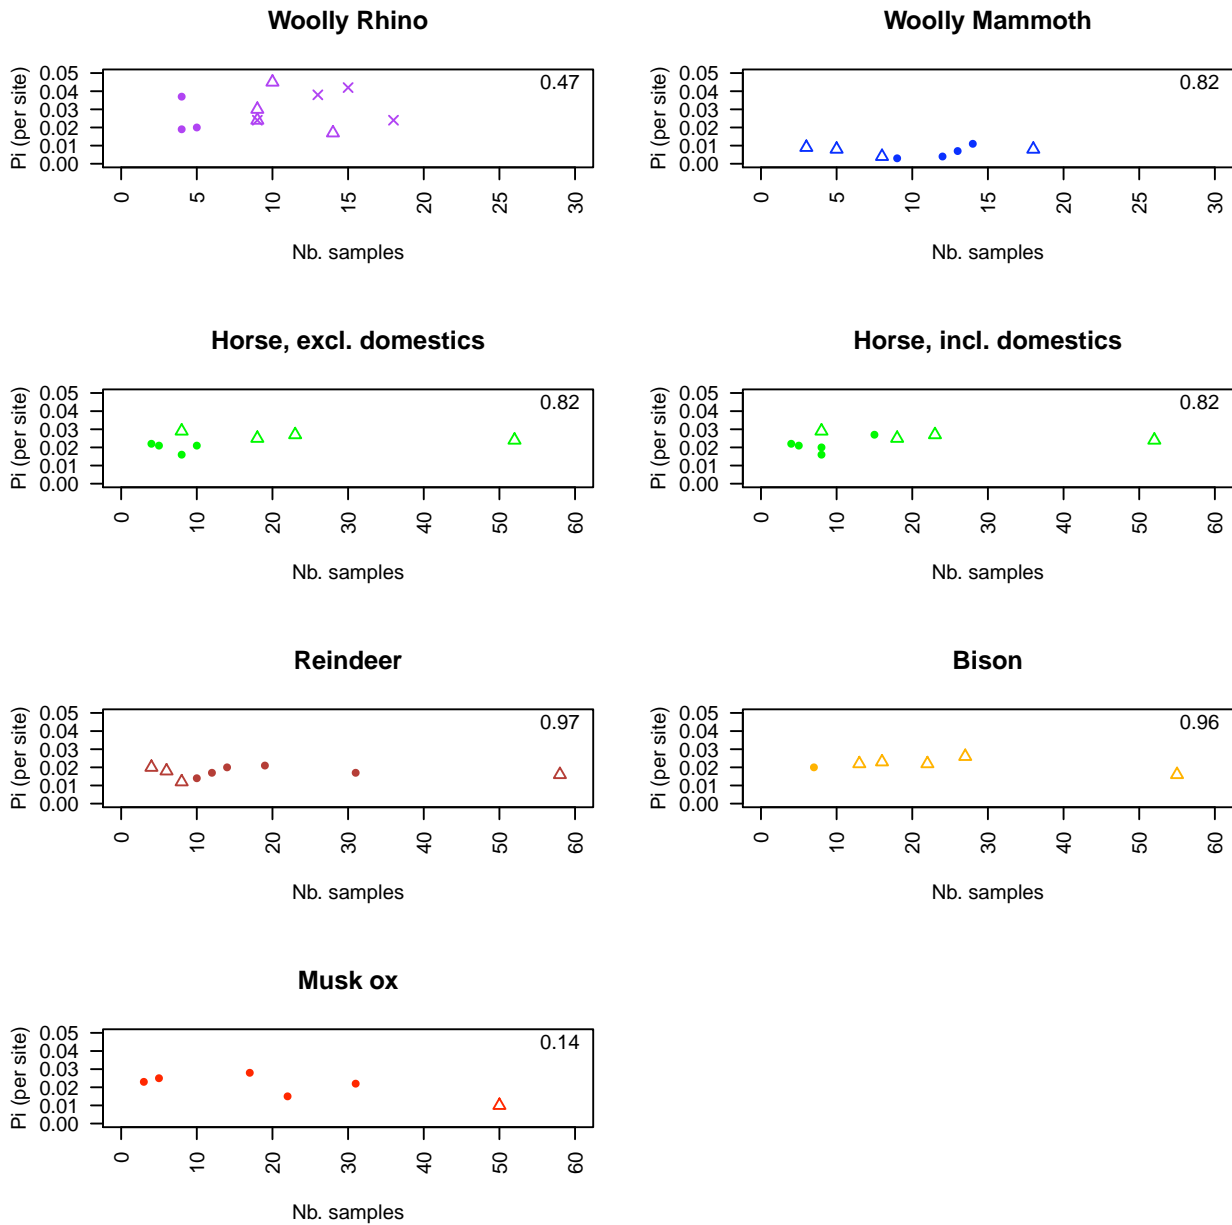 Woolly Rhino
Pi (per site)
0.05
0.04
0.03
0.02
0.01
0.00
0.47
0 5 10 15 20 25 30
Nb. samples
Woolly Mammoth
Pi (per site)
0.05
0.04
0.03
0.02
0.01
0.00
0.82
0 5 10 15 20 25 30
Nb. samples
Horse, excl. domestics
Pi (per site)
0.05
0.04
0.03
0.02
0.01
0.00
0.82
0 10 20 30 40 50 60
Nb. samples
Horse, incl. domestics
Pi (per site)
0.05
0.04
0.03
0.02
0.01
0.00
0.82
0 10 20 30 40 50 60
Nb. samples
Reindeer
Pi (per site)
0.05
0.04
0.03
0.02
0.01
0.00
0.97
0 10 20 30 40 50 60
Nb. samples
Bison
Pi (per site)
0.05
0.04
0.03
0.02
0.01
0.00
0.96
0 10 20 30 40 50 60
Nb. samples
Musk ox
Pi (per site)
0.05
0.04
0.03
0.02
0.01
0.00
0.14
0 10 20 30 40 50 60
Nb. samples